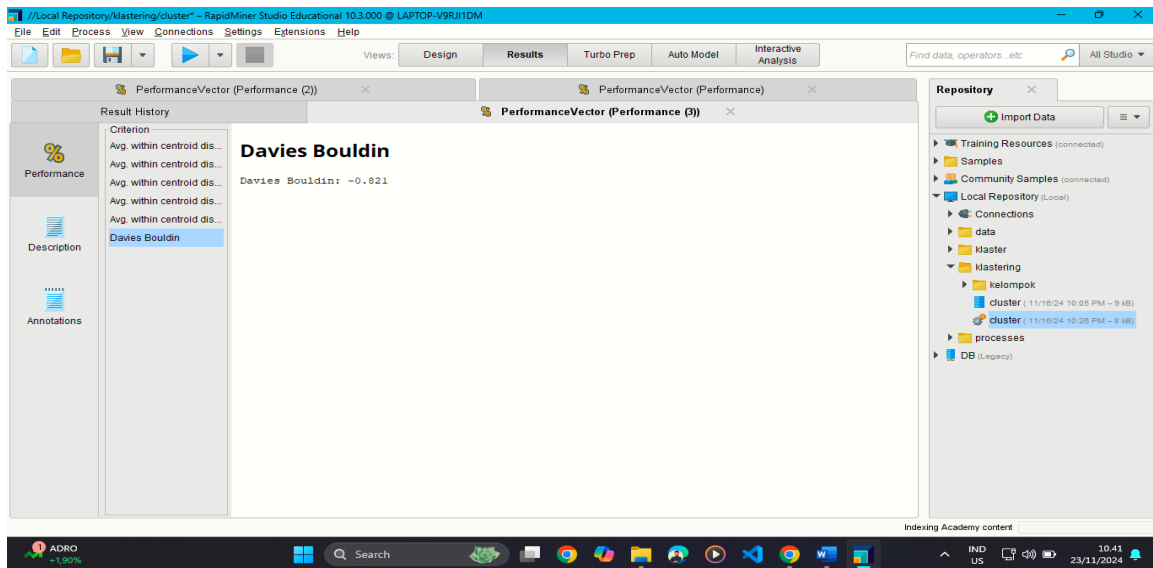 //Local Repository/klastering/cluster* – RapidMiner Studio Educational 10.3.000 @ LAPTOP-V9RJI1DM
File Edit Process View Connections Settings Extensions Help
Views: Design Results Turbo Prep Auto Model Interactive Analysis
Find data, operators...etc All Studio
PerformanceVector (Performance (2)) PerformanceVector (Performance)
Result History PerformanceVector (Performance (3))
Performance
Description
Annotations
Criterion
Avg. within centroid dis...
Avg. within centroid dis...
Avg. within centroid dis...
Avg. within centroid dis...
Avg. within centroid dis...
Davies Bouldin
Davies Bouldin
Davies Bouldin: -0.821
Repository
Import Data
Training Resources (connected)
Samples
Community Samples (connected)
Local Repository (Local)
Connections
data
klaster
klastering
kelompok
cluster ( 11/16/24 10:05 PM – 9 kB)
cluster ( 11/16/24 10:26 PM – 8 kB)
processes
DB (Legacy)
Indexing Academy content
1
ADRO
+1,90%
Search
IND
US
10.41
23/11/2024